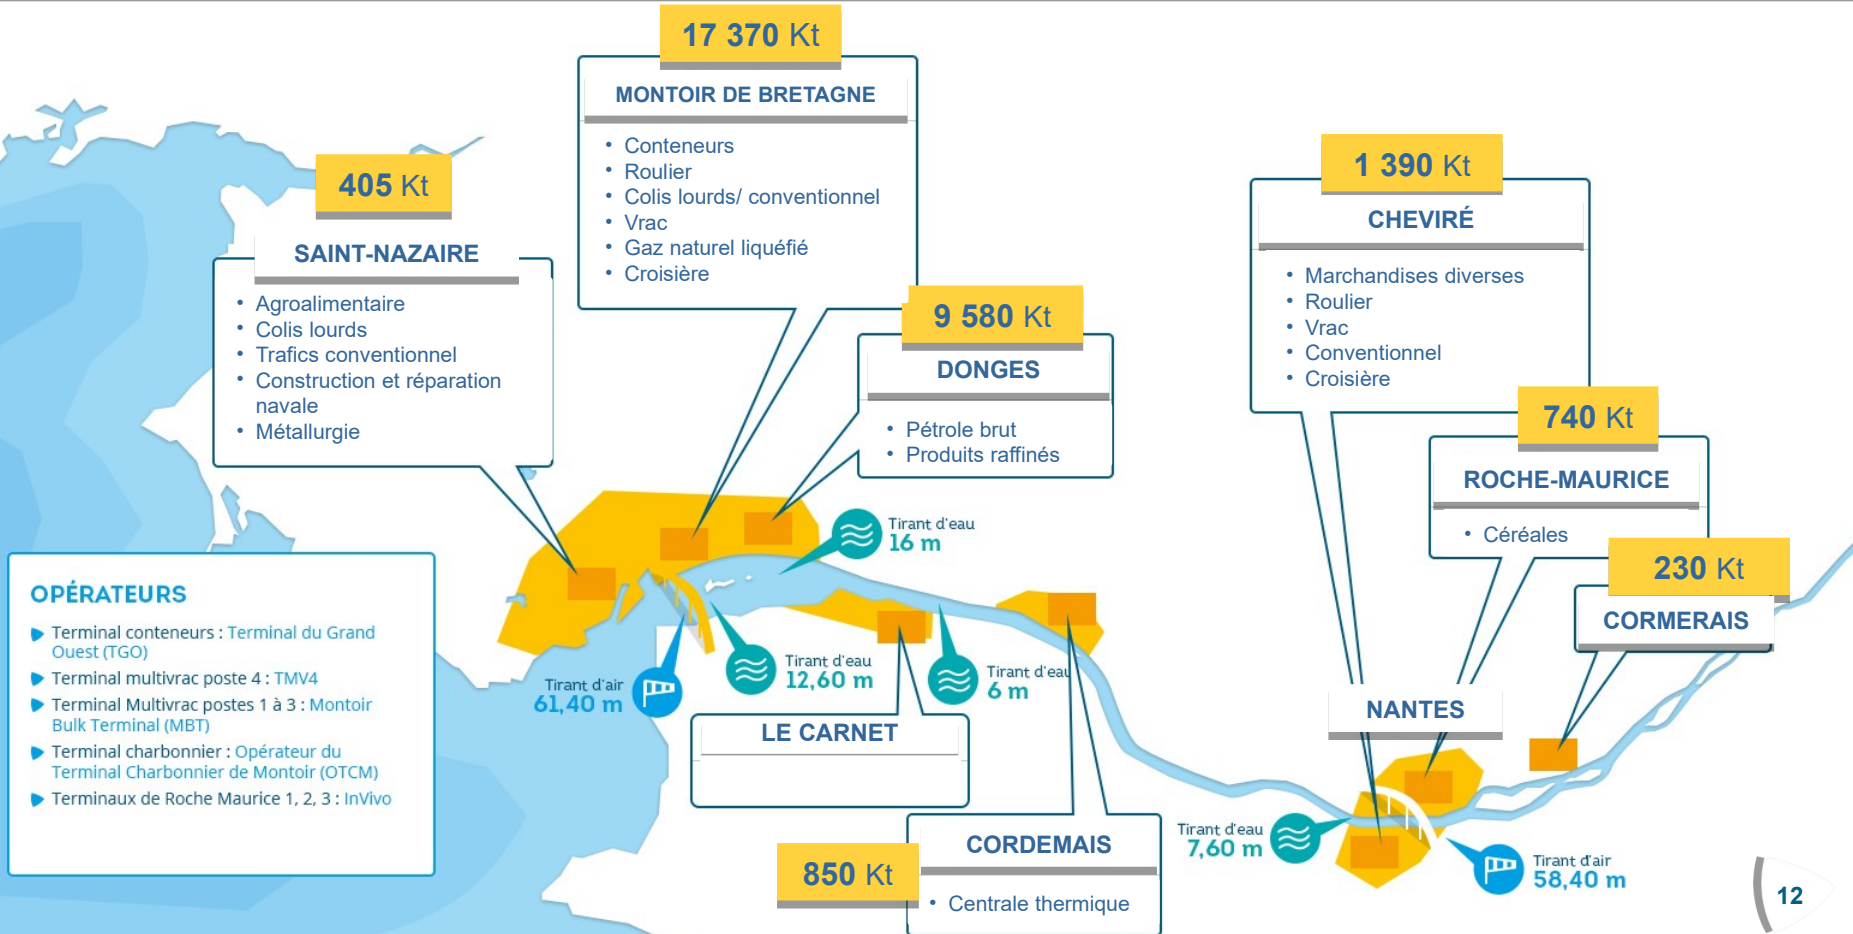 17 370 Kt
MONTOIR DE BRETAGNE
• Conteneurs
• Roulier
• Colis lourds/ conventionnel
• Vrac
• Gaz naturel liquéfié
• Croisière
405 Kt
SAINT-NAZAIRE
• Agroalimentaire
• Colis lourds
• Trafics conventionnel
• Construction et réparation
navale
• Métallurgie
9 580 Kt
DONGES
• Pétrole brut
• Produits raffinés
1 390 Kt
CHEVIRÉ
• Marchandises diverses
• Roulier
• Vrac
• Conventionnel
• Croisière
740 Kt
ROCHE-MAURICE
• Céréales
230 Kt
CORMERAIS
Tirant d'eau
16 m
Tirant d'eau
12,60 m
Tirant d'eau
6 m
Tirant d'air
61,40 m
OPÉRATEURS
Terminal conteneurs : Terminal du Grand
Ouest (TGO)
Terminal multivrac poste 4 : TMV4
Terminal Multivrac postes 1 à 3 : Montoir
Bulk Terminal (MBT)
Terminal charbonnier : Opérateur du
Terminal Charbonnier de Montoir (OTCM)
Terminaux de Roche Maurice 1, 2, 3 : InVivo
LE CARNET
NANTES
850 Kt
CORDEMAIS
• Centrale thermique
Tirant d'eau
7,60 m
Tirant d'air
58,40 m
12